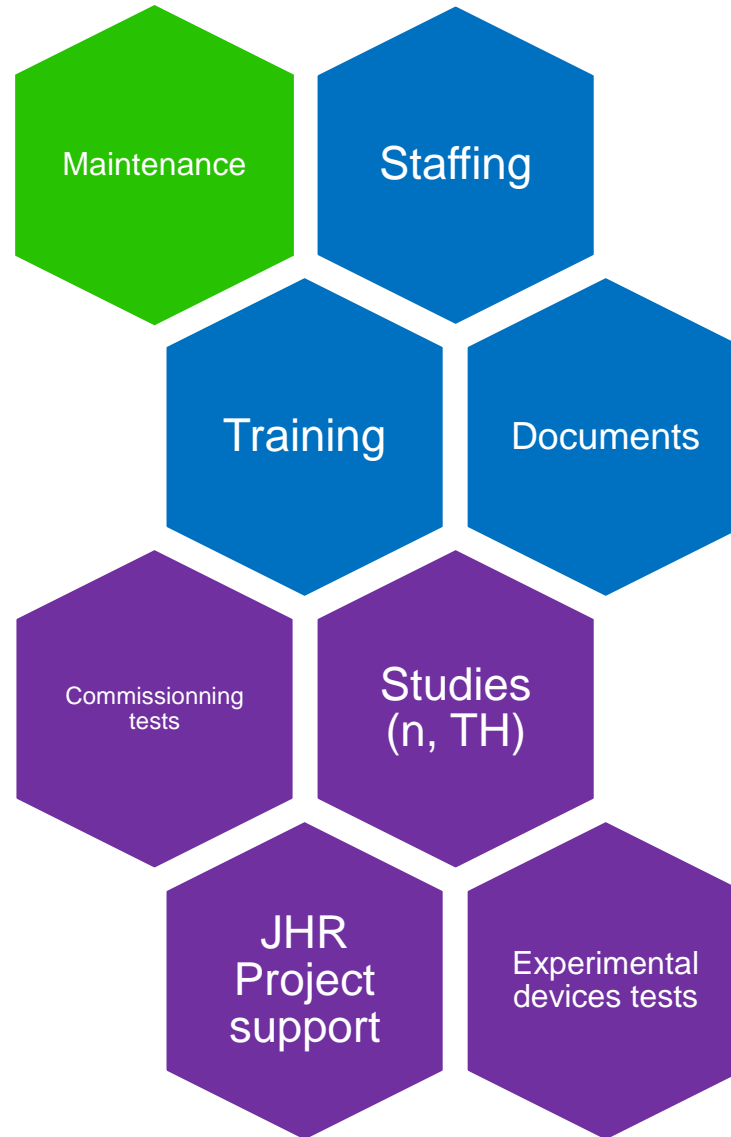 Maintenance
Staffing
Training
Documents
Commissionning
tests
Studies
(n, TH)
JHR
Project
support
Experimental
devices tests